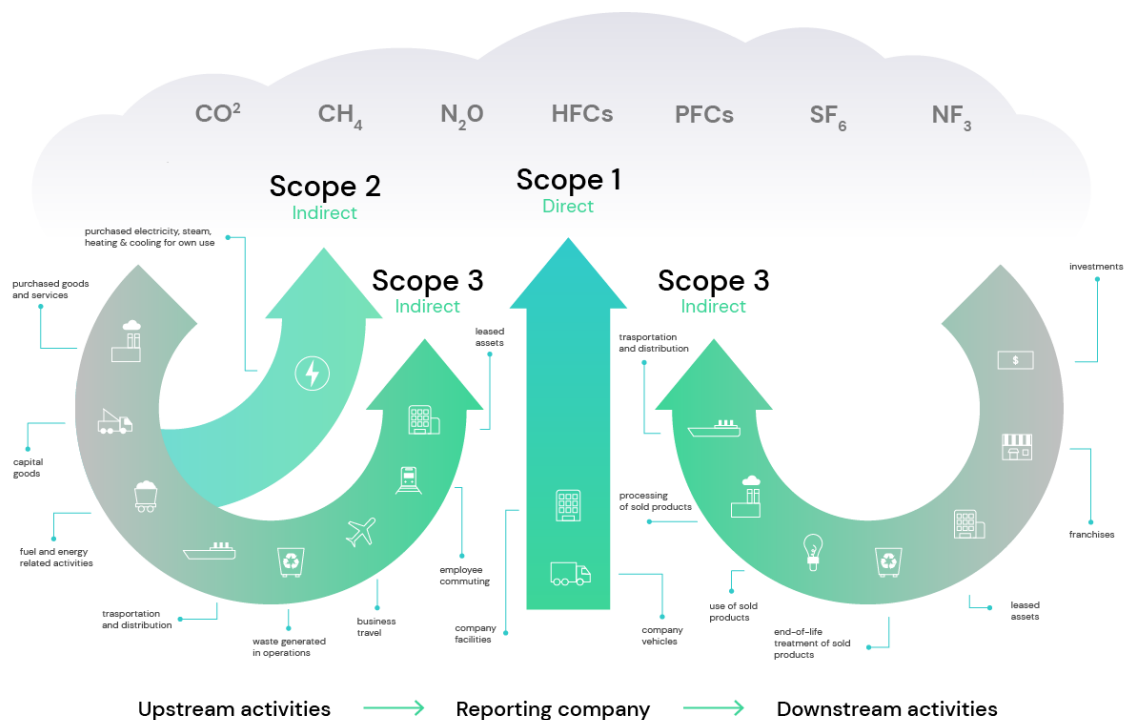 CO²
CH₄
N₂O
HFCs
PFCs
SF₆
NF₃
Scope 2
Indirect
Scope 1
Direct
Scope 3
Indirect
Scope 3
Indirect
purchased electricity, steam,
heating & cooling for own use
purchased goods
and services
capital
goods
fuel and energy
related activities
trasportation
and distribution
waste generated
in operations
business
travel
employee
commuting
leased
assets
company
facilities
company
vehicles
trasportation
and distribution
processing
of sold products
use of sold
products
end-of-life
treatment of sold
products
leased
assets
franchises
investments
$
Upstream activities
Reporting company
Downstream activities